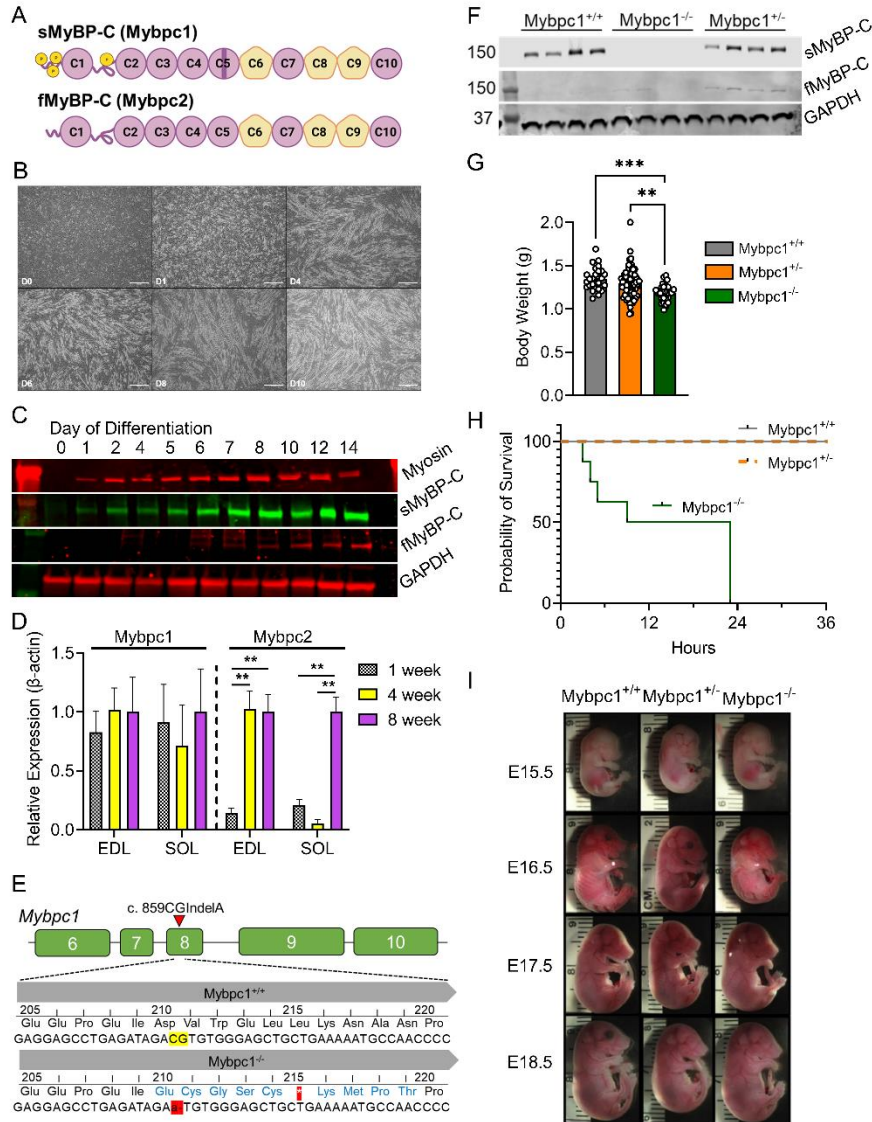 A
sMyBP-C (Mybpc1)
P P P P
C1 C2 C3 C4 C5 C6 C7 C8 C9 C10
fMyBP-C (Mybpc2)
C1 C2 C3 C4 C5 C6 C7 C8 C9 C10
B
D0 D1 D4
D6 D8 D10
C
Day of Differentiation
0 1 2 4 5 6 7 8 10 12 14
Myosin
sMyBP-C
fMyBP-C
GAPDH
D
Mybpc1 Mybpc2
Relative Expression (β-actin)
1.5
1.0
0.5
0.0
** ** ** **
EDL SOL EDL SOL
1 week
4 week
8 week
E
Mybpc1
c. 859CGIndelA
6 7 8 9 10
Mybpc1+/+
205 210 215 220
Glu Glu Pro Glu Ile Asp Val Trp Glu Leu Leu Lys Asn Ala Asn Pro
GAGGAGCCTGAGATAGACGTGTGGGAGCTGCTGAAAAATGCCAACCCC
Mybpc1-/-
205 210 215 220
Glu Glu Pro Glu Ile Glu Cys Gly Ser Cys * Lys Met Pro Thr Pro
GAGGAGCCTGAGATAGAa-TGTGGGAGCTGCTGAAAAATGCCAACCCC
F
Mybpc1+/+ Mybpc1-/- Mybpc1+/-
150 sMyBP-C
150 fMyBP-C
37 GAPDH
G
***
**
Body Weight (g)
2.0
1.5
1.0
0.5
0.0
Mybpc1+/+
Mybpc1+/-
Mybpc1-/-
H
Probability of Survival
100
50
0
Mybpc1+/+
Mybpc1+/-
Mybpc1-/-
0 12 24 36
Hours
I
Mybpc1+/+ Mybpc1+/- Mybpc1-/-
E15.5
E16.5
E17.5
E18.5